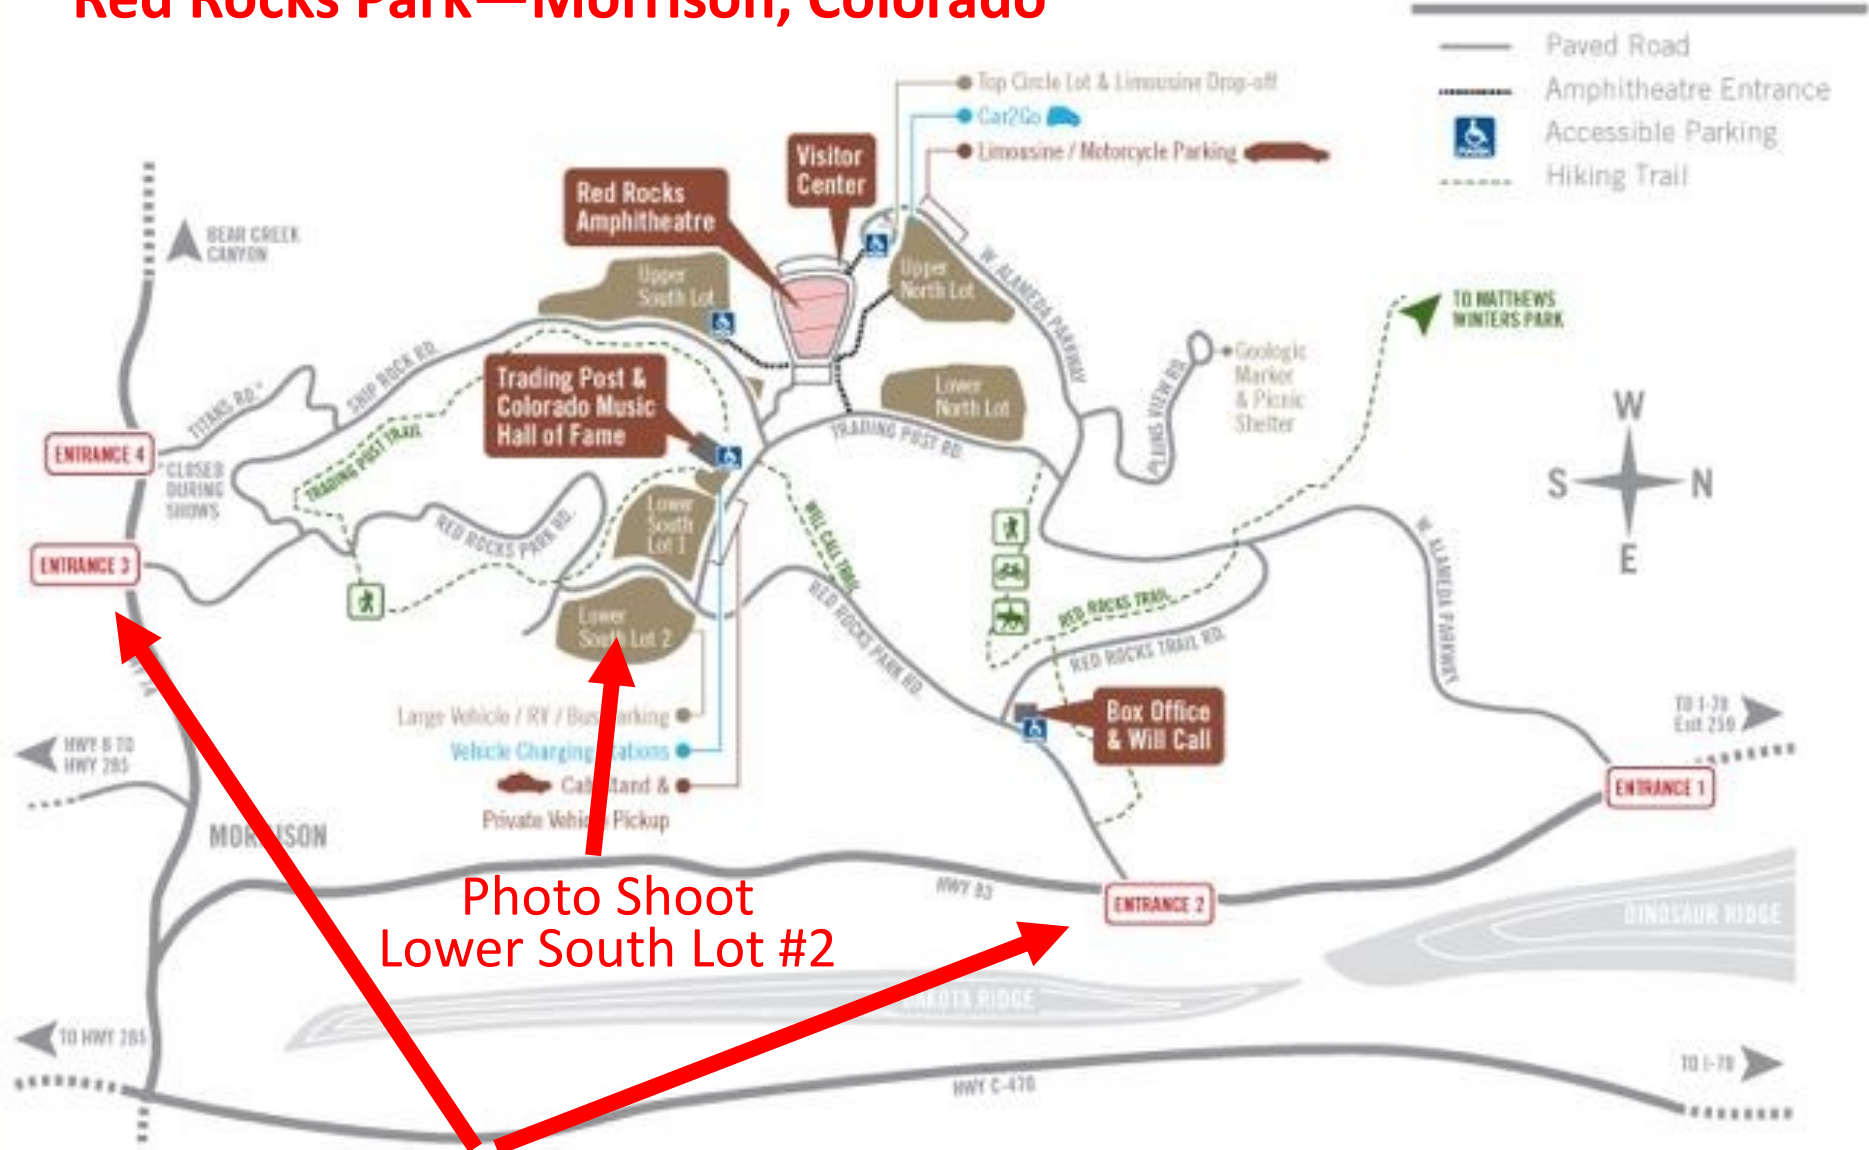 Red Rocks Park—Morrison, Colorado
Paved Road
Amphitheatre Entrance
Accessible Parking
Hiking Trail
Top Circle Lot & Limousine Drop-off
Car2Go
Limossine / Motorcycle Parking
Visitor
Center
Red Rocks
Amphitheatre
BEAR CREEK
CANYON
Upper
South Lot
Upper
North Lot
W. ALAMEDA PARKWAY
TO MATTHEWS
WINTERS PARK
Trading Post &
Colorado Music
Hall of Fame
Lower
North Lot
Geologic
Market
& Picnic
Shelter
PLAINS VIEW RD.
TITANS RD.*
SHIP ROCK RD.
TRADING POST RD.
TRADING POST TRAIL
ENTRANCE 4
*CLOSED
DURING
SHOWS
W
S
N
E
RED ROCKS PARK RD.
Lower
South
Lot 1
WILL CALL TRAIL
ENTRANCE 3
W. ALAMEDA PARKWAY
RED ROCKS TRAIL
RED ROCKS TRAIL RD.
Lower
South Lot 2
RED ROCKS PARK RD.
Large Vehicle / RV / Bus Parking
Vehicle Charging Stations
Cab Stand &
Private Vehicle Pickup
Box Office
& Will Call
TO I-70
Exit 259
HWY 8 TO
HWY 285
ENTRANCE 1
MORRISON
Photo Shoot
Lower South Lot #2
HWY 93
ENTRANCE 2
DINOSAUR RIDGE
DAKOTA RIDGE
TO HWY 285
HWY C-470
TO I-70